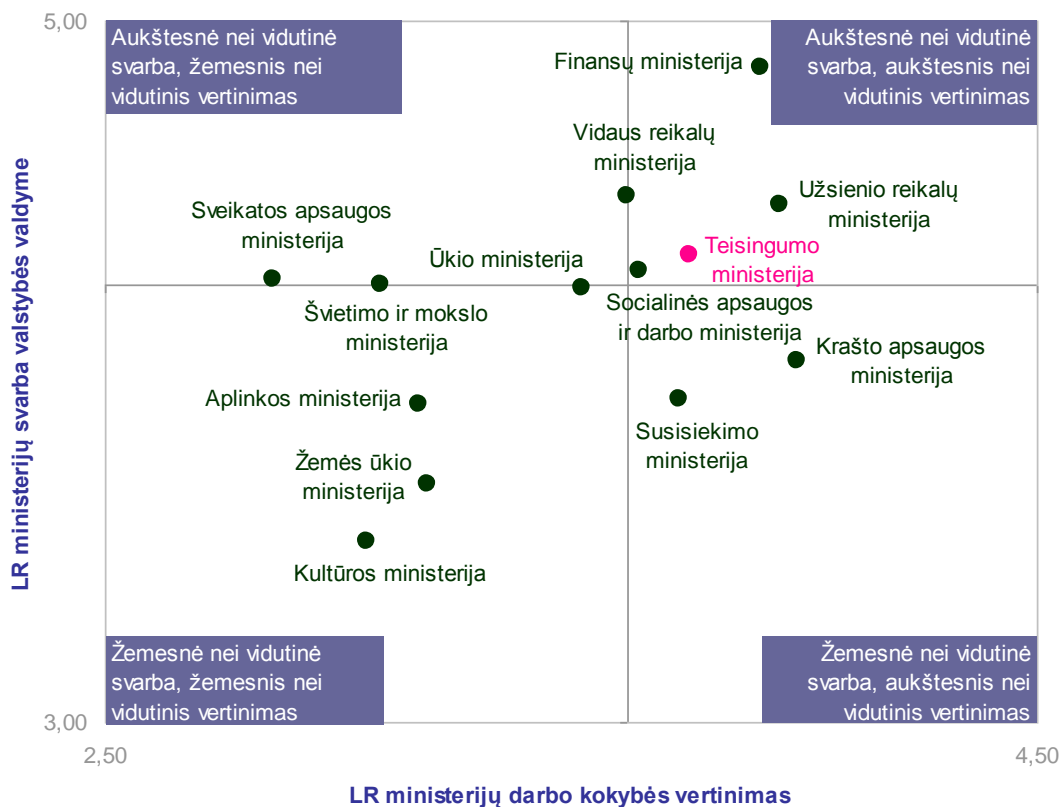 5,00
Aukštesnė nei vidutinė
svarba, žemesnis nei
vidutinis vertinimas
Aukštesnė nei vidutinė
svarba, aukštesnis nei
vidutinis vertinimas
Finansų ministerija
Vidaus reikalų
ministerija
Užsienio reikalų
ministerija
Sveikatos apsaugos
ministerija
Teisingumo
ministerija
Ūkio ministerija
Švietimo ir mokslo
ministerija
Socialinės apsaugos
ir darbo ministerija
Krašto apsaugos
ministerija
Aplinkos ministerija
Susisiekimo
ministerija
Žemės ūkio
ministerija
Kultūros ministerija
LR ministerijų svarba valstybės valdyme
Žemesnė nei vidutinė
svarba, žemesnis nei
vidutinis vertinimas
Žemesnė nei vidutinė
svarba, aukštesnis nei
vidutinis vertinimas
3,00
2,50
4,50
LR ministerijų darbo kokybės vertinimas